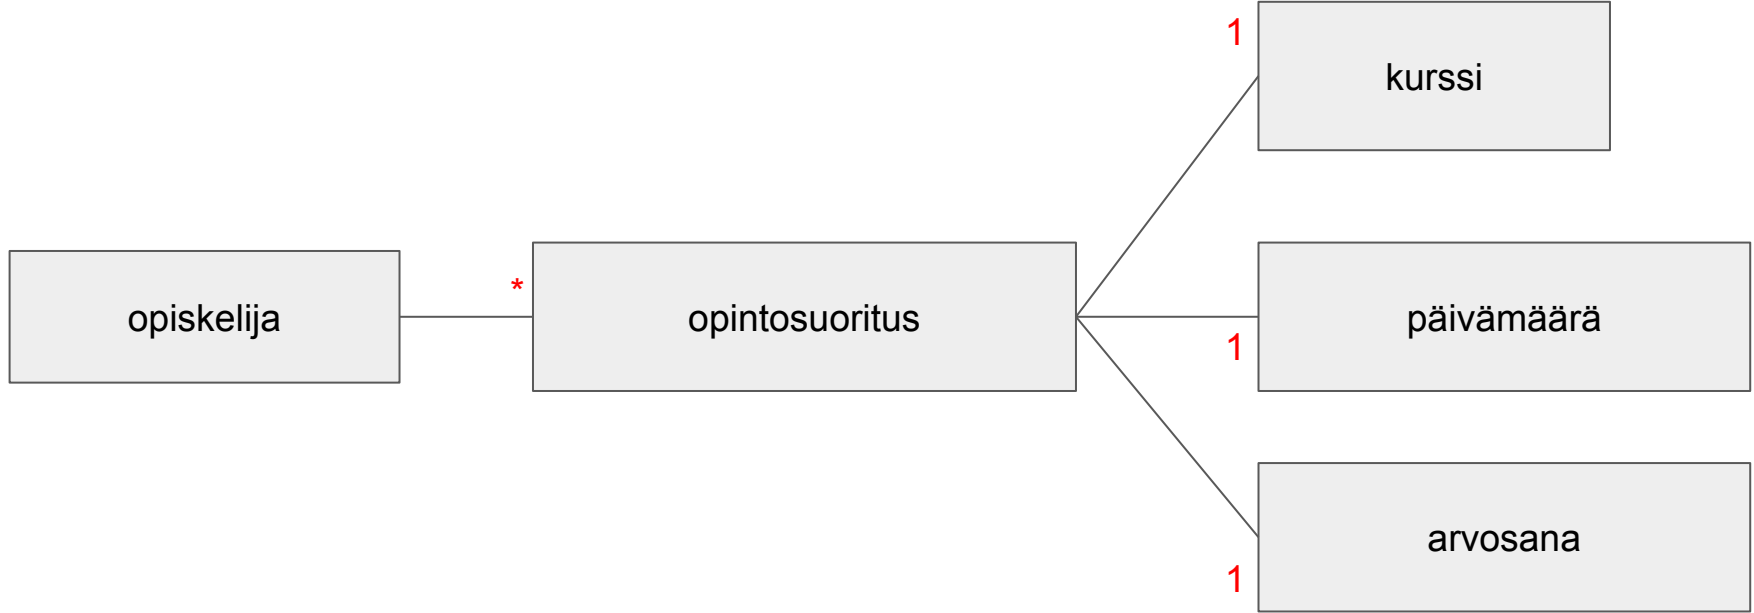 1
kurssi
opiskelija
*
opintosuoritus
1
päivämäärä
1
arvosana